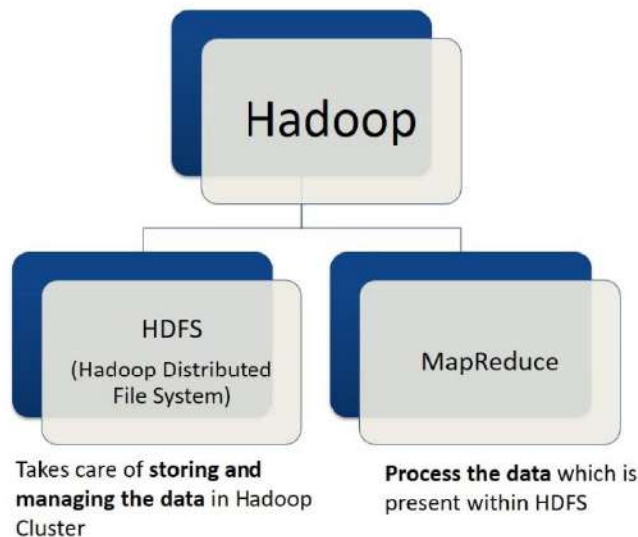 Hadoop
HDFS
(Hadoop Distributed
File System)
MapReduce
Takes care of storing and
managing the data in Hadoop
Cluster
Process the data which is
present within HDFS